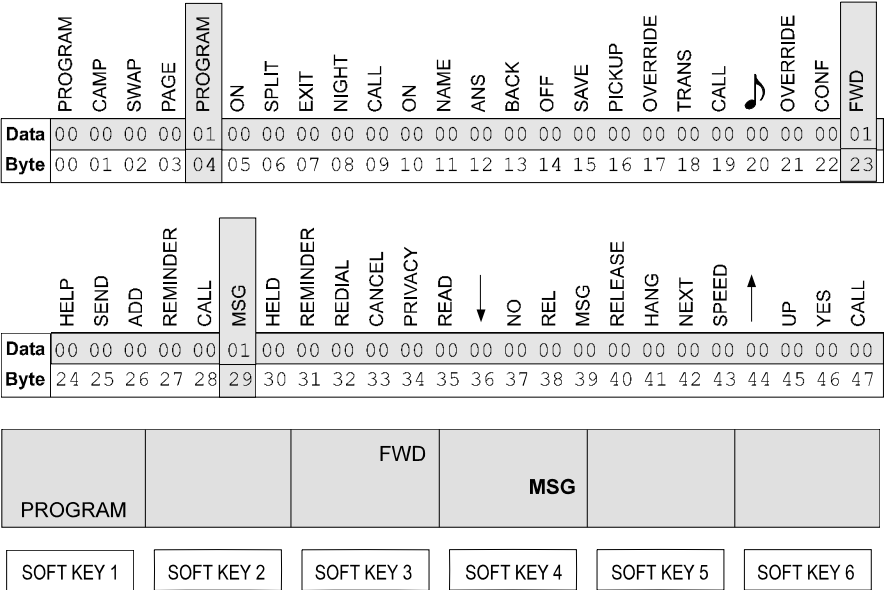 PROGRAM CAMP SWAP PAGE PROGRAM ON SPLIT EXIT NIGHT CALL ON NAME ANS BACK OFF SAVE PICKUP OVERRIDE TRANS CALL ♪ OVERRIDE CONF FWD
Data 00 00 00 00 01 00 00 00 00 00 00 00 00 00 00 00 00 00 00 00 00 00 00 01
Byte 00 01 02 03 04 05 06 07 08 09 10 11 12 13 14 15 16 17 18 19 20 21 22 23
HELP SEND ADD REMINDER CALL MSG HELD REMINDER REDIAL CANCEL PRIVACY READ ↓ NO REL MSG RELEASE HANG NEXT SPEED ↑ UP YES CALL
Data 00 00 00 00 00 01 00 00 00 00 00 00 00 00 00 00 00 00 00 00 00 00 00 00
Byte 24 25 26 27 28 29 30 31 32 33 34 35 36 37 38 39 40 41 42 43 44 45 46 47
FWD
MSG
PROGRAM
SOFT KEY 1 SOFT KEY 2 SOFT KEY 3 SOFT KEY 4 SOFT KEY 5 SOFT KEY 6